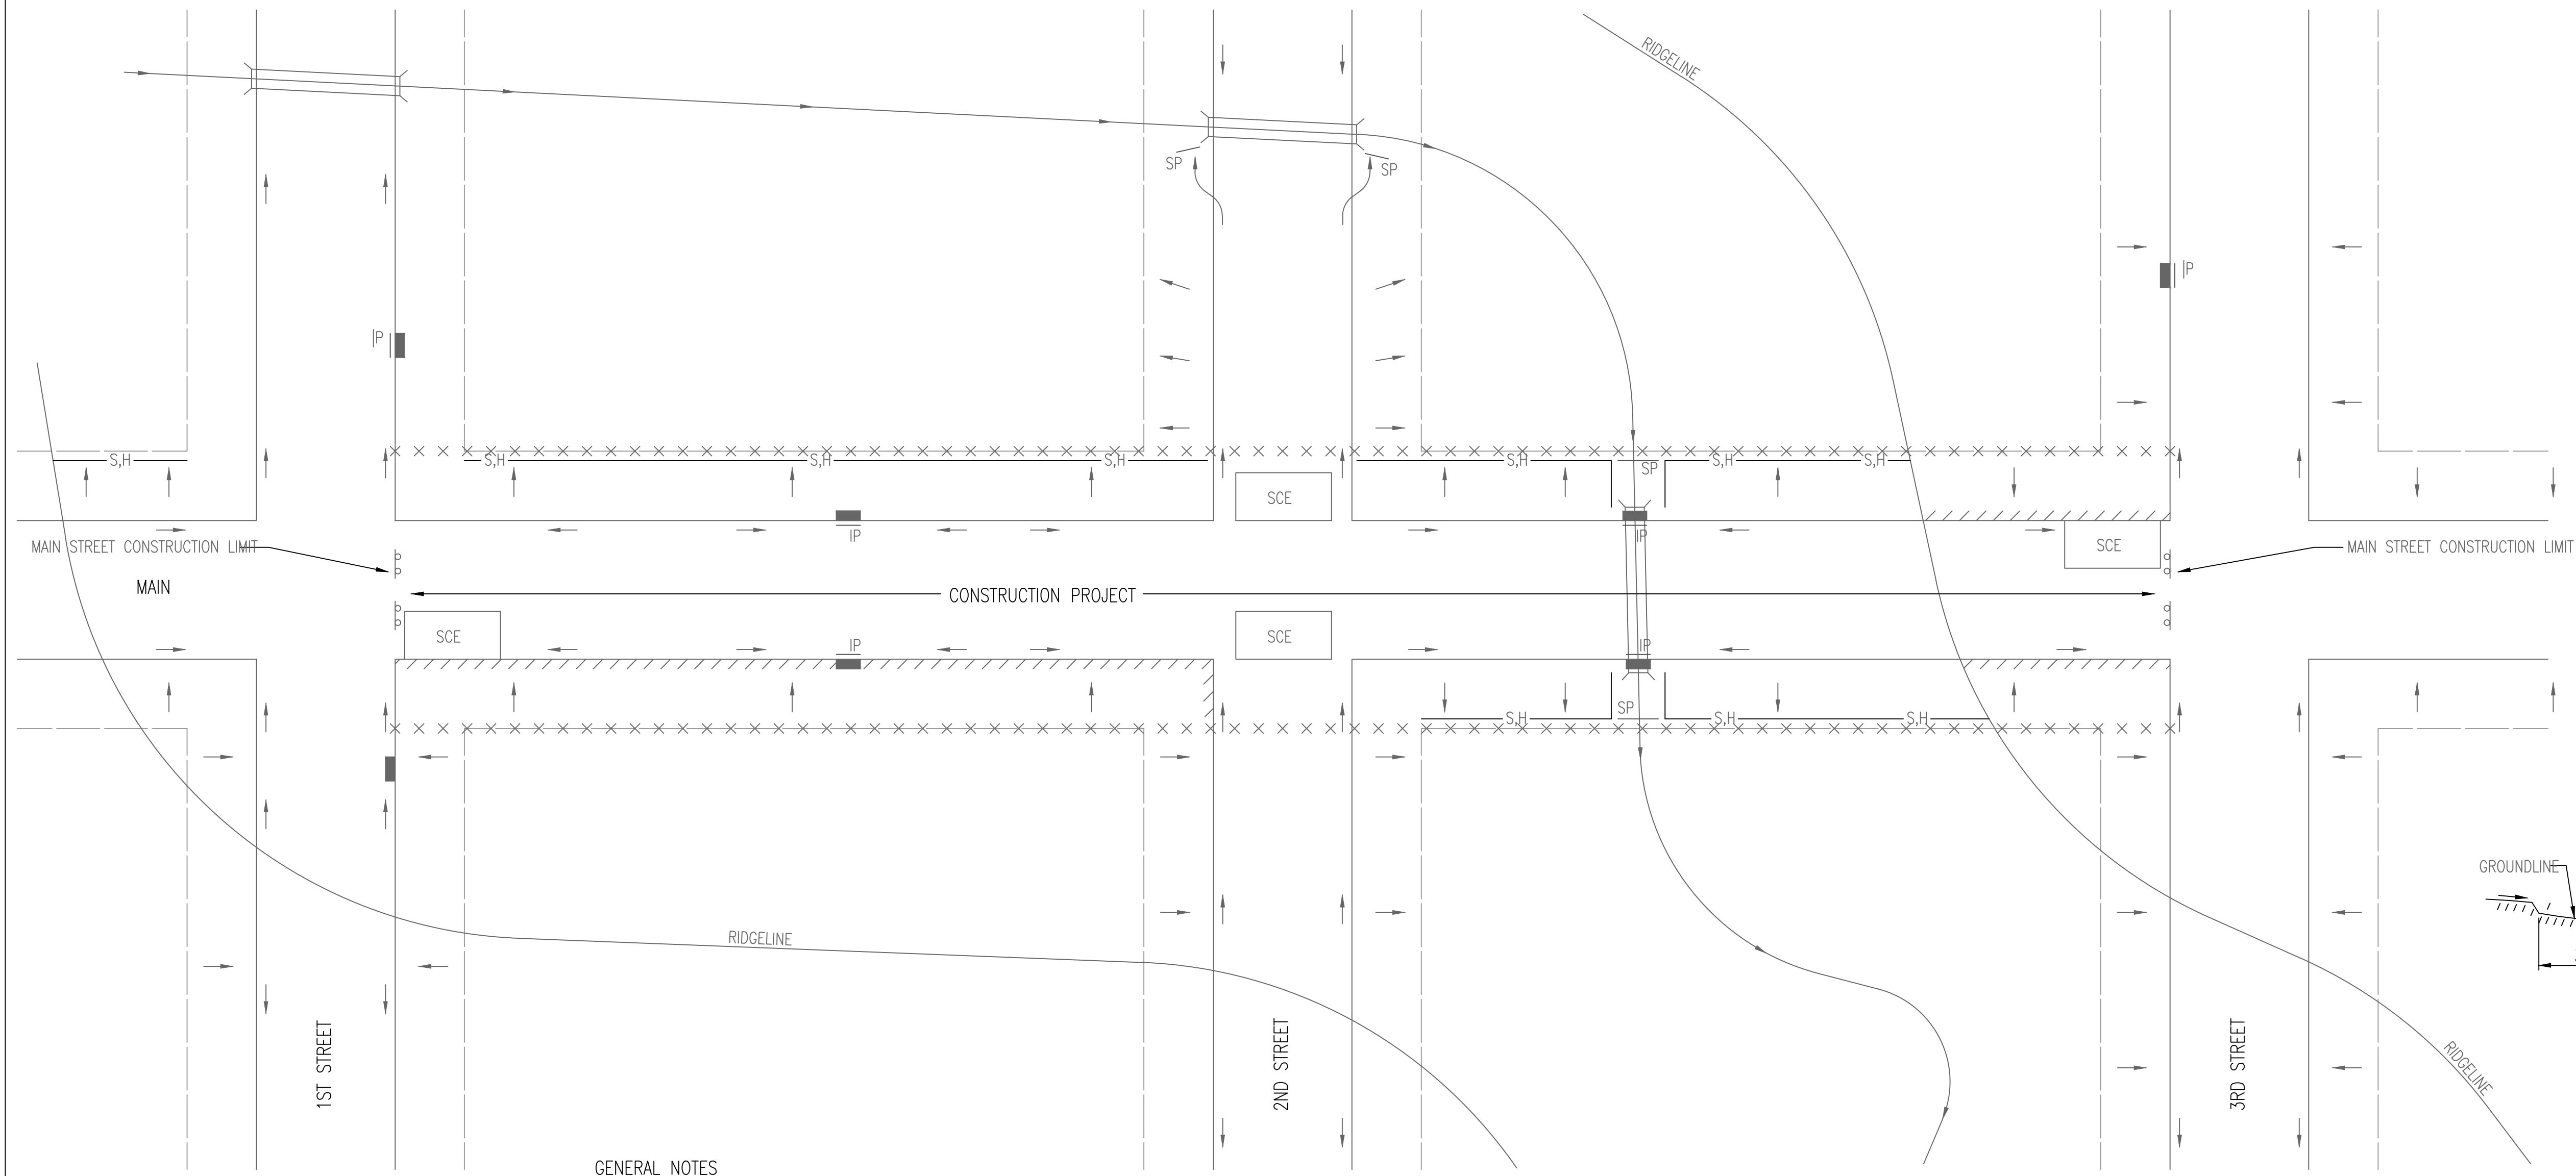 RIDGELINE
SP
SP
IP
IP
S,H
S,H
S,H
S,H
S,H
SP
S,H
S,H
SCE
IP
IP
SCE
MAIN STREET CONSTRUCTION LIMIT
MAIN STREET CONSTRUCTION LIMIT
MAIN
CONSTRUCTION PROJECT
SCE
SCE
IP
IP
SP
S,H
S,H
S,H
GROUNDLINE
RIDGELINE
1ST STREET
2ND STREET
3RD STREET
RIDGELINE
GENERAL NOTES